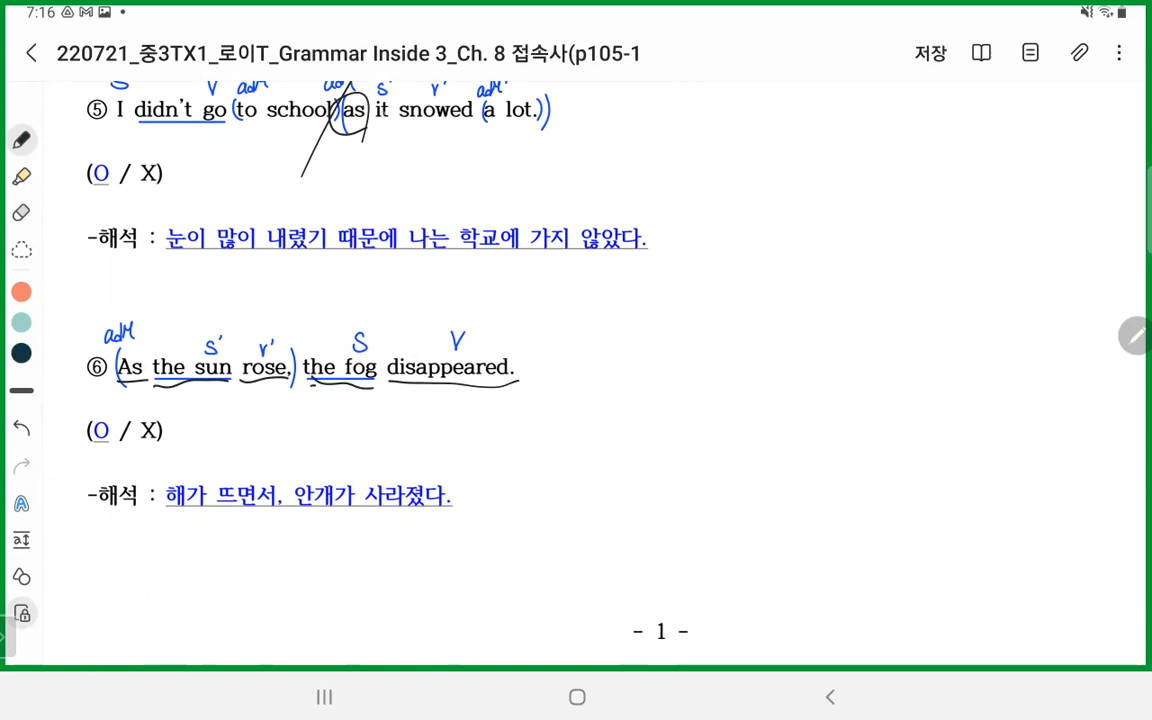 7:16
220721_중3TX1_로이T_Grammar Inside 3_Ch. 8 접속사(p105-1
저장
S V adM adM s' v' adM'
⑤ I didn't go (to school) (as it snowed (a lot.))
(O / X)
-해석 : 눈이 많이 내렸기 때문에 나는 학교에 가지 않았다.
adM s' v' S V
⑥ (As the sun rose,) the fog disappeared.
(O / X)
-해석 : 해가 뜨면서, 안개가 사라졌다.
- 1 -